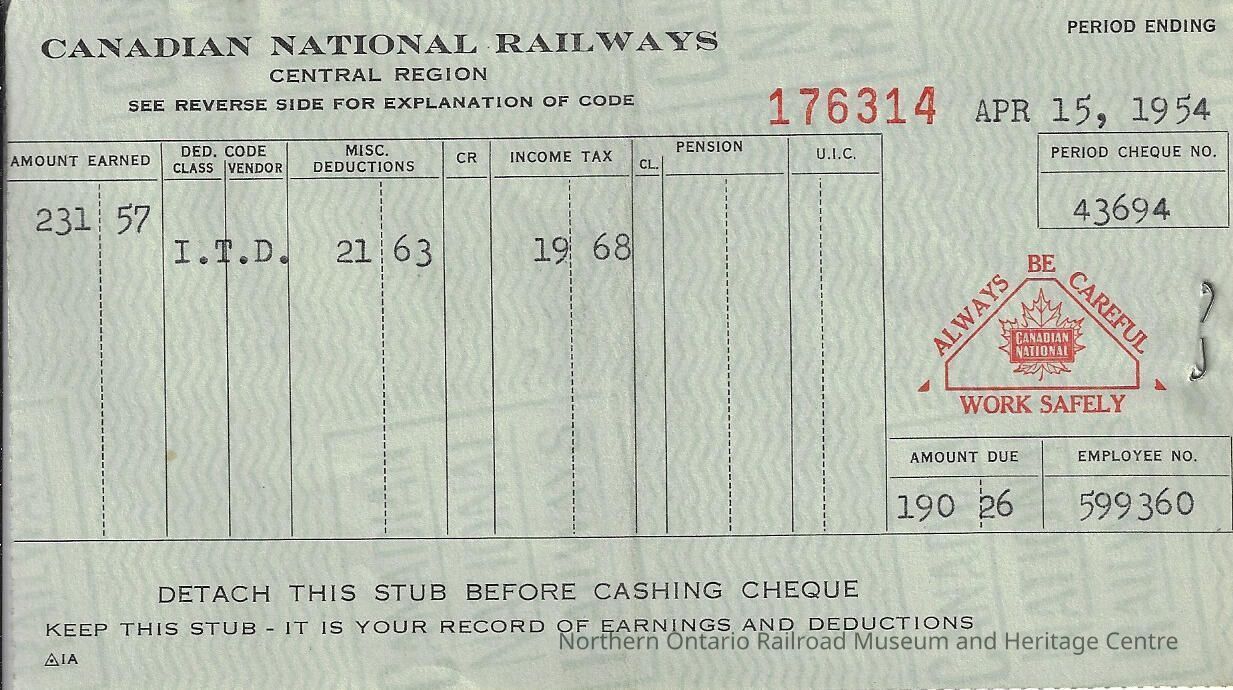 CANADIAN NATIONAL RAILWAYS
CENTRAL REGION
SEE REVERSE SIDE FOR EXPLANATION OF CODE
PERIOD ENDING
176314 APR 15, 1954
AMOUNT EARNED
DED. CODE
CLASS VENDOR
MISC.
DEDUCTIONS
CR
INCOME TAX
CL.
PENSION
U.I.C.
PERIOD CHEQUE NO.
43694
231 57
I.T.D. 21 63 19 68
ALWAYS BE CAREFUL
CANADIAN
NATIONAL
WORK SAFELY
AMOUNT DUE EMPLOYEE NO.
190 26 599360
DETACH THIS STUB BEFORE CASHING CHEQUE
KEEP THIS STUB - IT IS YOUR RECORD OF EARNINGS AND DEDUCTIONS
Northern Ontario Railroad Museum and Heritage Centre
IA